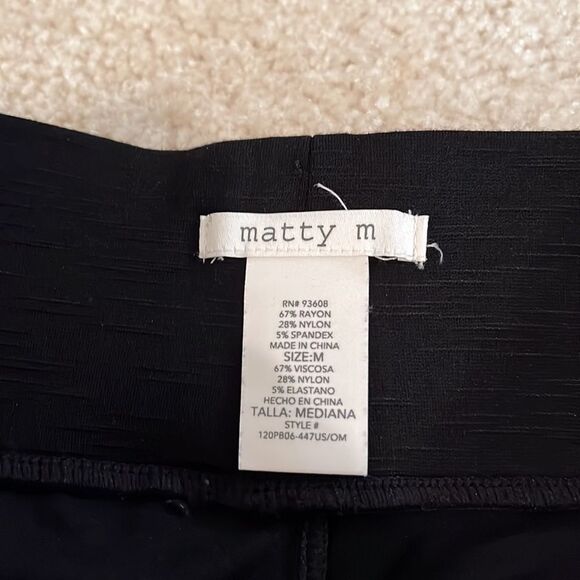 matty m
RN# 93608
67% RAYON
28% NYLON
5% SPANDEX
MADE IN CHINA
SIZE:M
67% VISCOSA
28% NYLON
5% ELASTANO
HECHO EN CHINA
TALLA: MEDIANA
STYLE #
120PB06-447US/OM